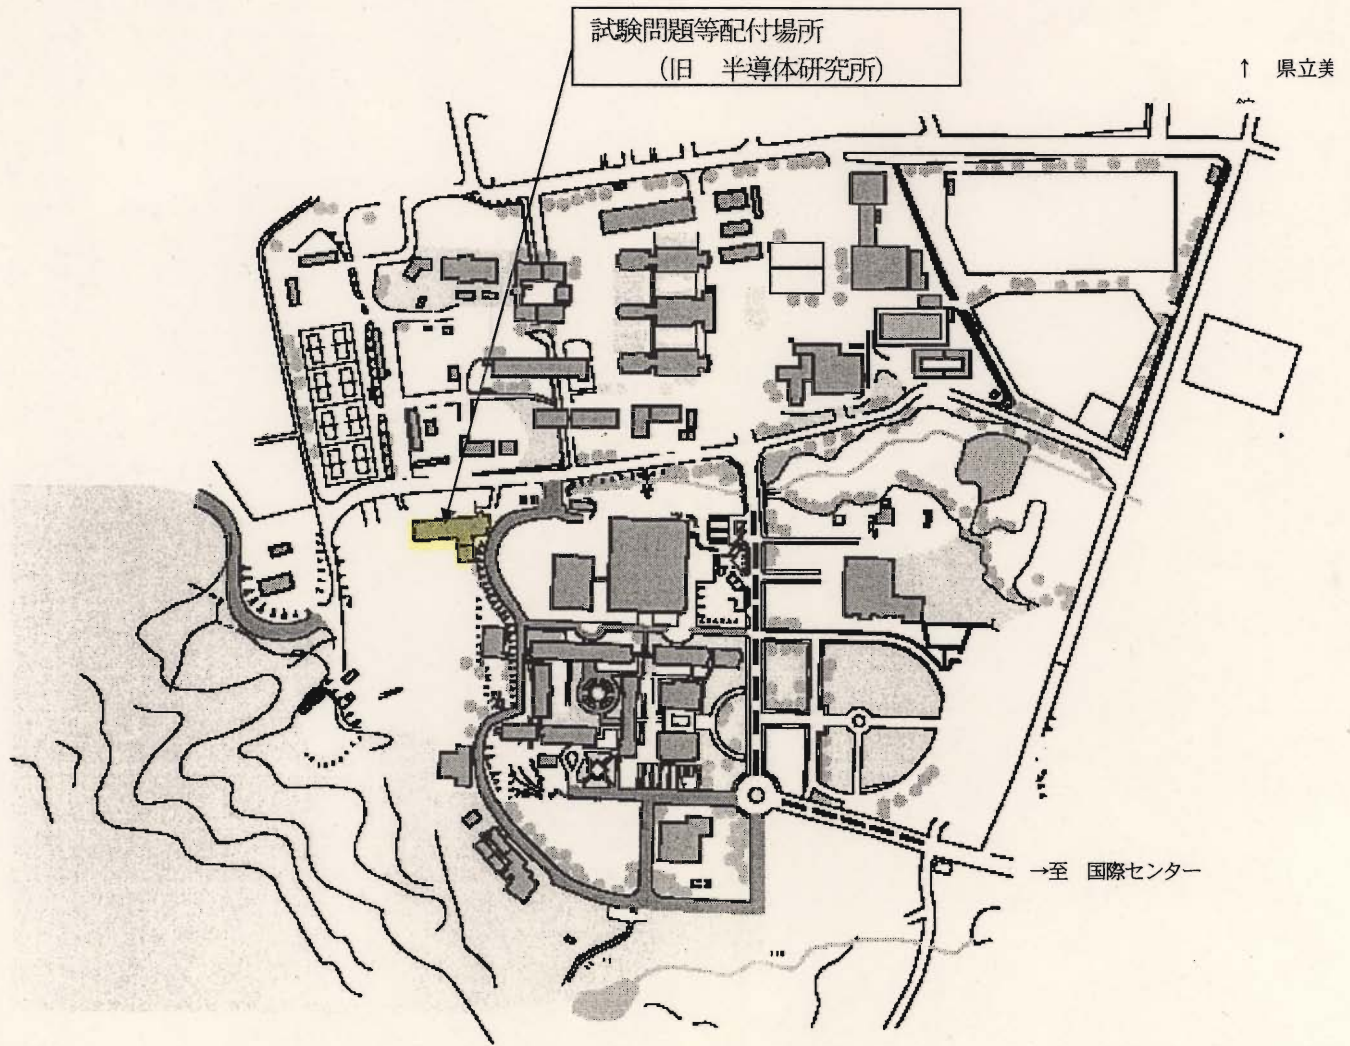 試験問題等配付場所
（旧　半導体研究所）
↑　県立美
→至　国際センター